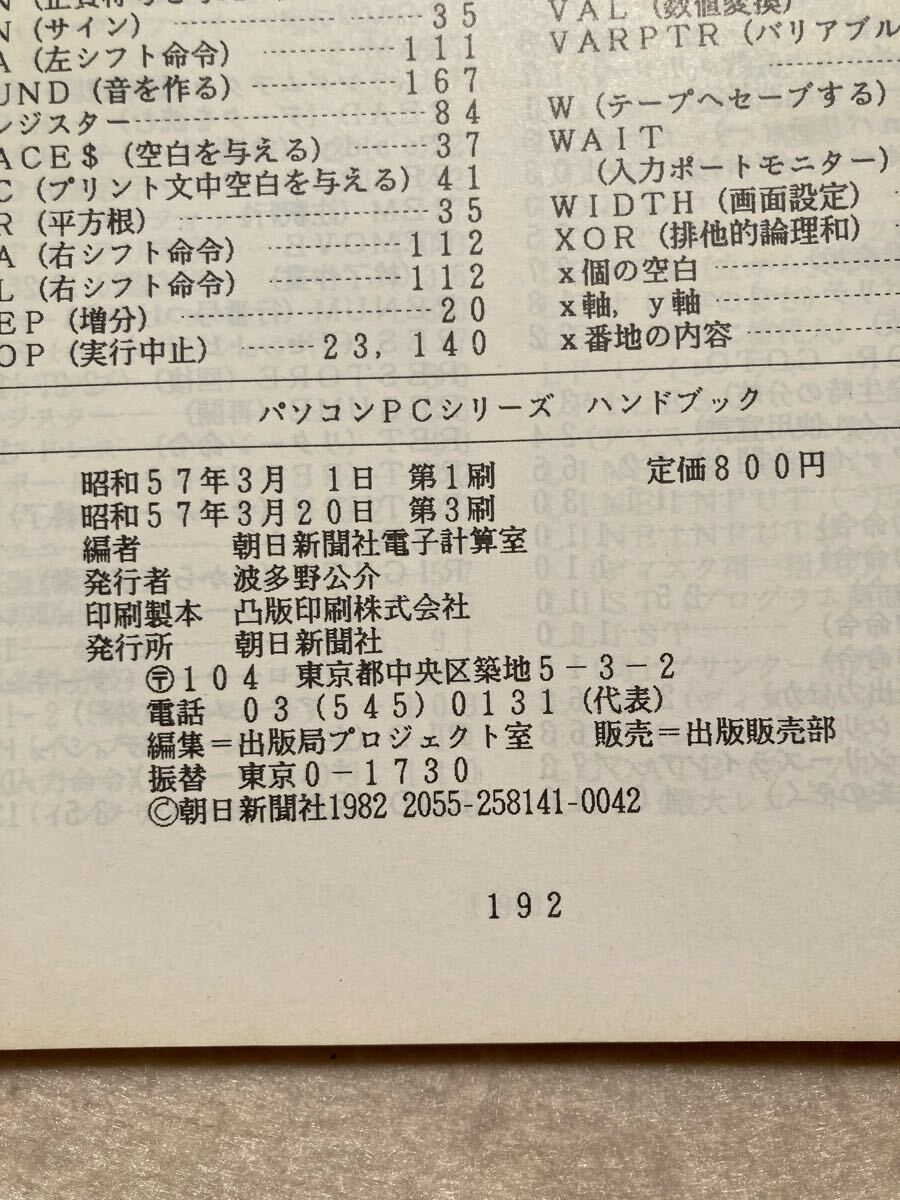 N
N (サイン) 35
A (左シフト命令) 111
UND (音を作る) 167
レジスター 84
ACE$ (空白を与える) 37
C (プリント文中空白を与える) 41
R (平方根) 35
A (右シフト命令) 112
L (右シフト命令) 112
EP (増分) 20
OP (実行中止) 23, 140
VAL (数値変換)
VARPTR (バリアブル
W (テープへセーブする)
WAIT
(入力ポートモニター)
WIDTH (画面設定)
XOR (排他的論理和)
x個の空白
x軸, y軸
x番地の内容
パソコンPCシリーズ ハンドブック
昭和57年3月 1日 第1刷 定価800円
昭和57年3月20日 第3刷
編者 朝日新聞社電子計算室
発行者 波多野公介
印刷製本 凸版印刷株式会社
発行所 朝日新聞社
〒104 東京都中央区築地5-3-2
電話 03 (545) 0131 (代表)
編集=出版局プロジェクト室 販売=出版販売部
振替 東京0-1730
©朝日新聞社1982 2055-258141-0042
192